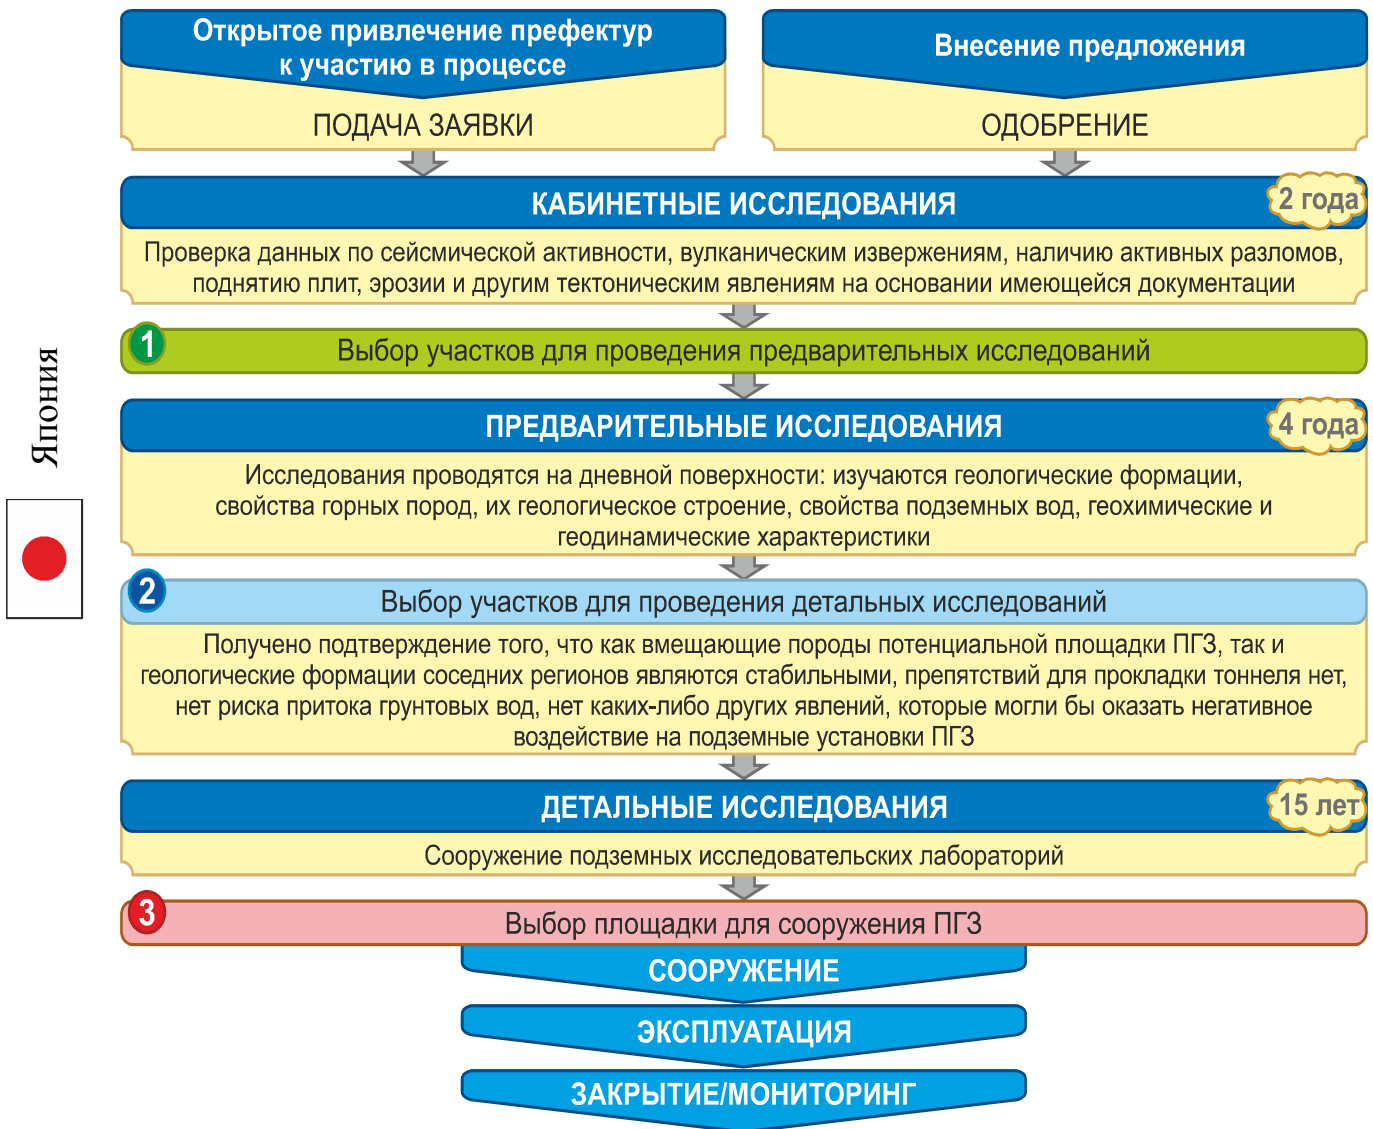 Открытое привлечение префектур
к участию в процессе
ПОДАЧА ЗАЯВКИ
Внесение предложения
ОДОБРЕНИЕ
КАБИНЕТНЫЕ ИССЛЕДОВАНИЯ
2 года
Проверка данных по сейсмической активности, вулканическим извержениям, наличию активных разломов,
поднятию плит, эрозии и другим тектоническим явлениям на основании имеющейся документации
1
Выбор участков для проведения предварительных исследований
Япония
ПРЕДВАРИТЕЛЬНЫЕ ИССЛЕДОВАНИЯ
4 года
Исследования проводятся на дневной поверхности: изучаются геологические формации,
свойства горных пород, их геологическое строение, свойства подземных вод, геохимические и
геодинамические характеристики
2
Выбор участков для проведения детальных исследований
Получено подтверждение того, что как вмещающие породы потенциальной площадки ПГЗ, так и
геологические формации соседних регионов являются стабильными, препятствий для прокладки тоннеля нет,
нет риска притока грунтовых вод, нет каких-либо других явлений, которые могли бы оказать негативное
воздействие на подземные установки ПГЗ
ДЕТАЛЬНЫЕ ИССЛЕДОВАНИЯ
15 лет
Сооружение подземных исследовательских лабораторий
3
Выбор площадки для сооружения ПГЗ
СООРУЖЕНИЕ
ЭКСПЛУАТАЦИЯ
ЗАКРЫТИЕ/МОНИТОРИНГ